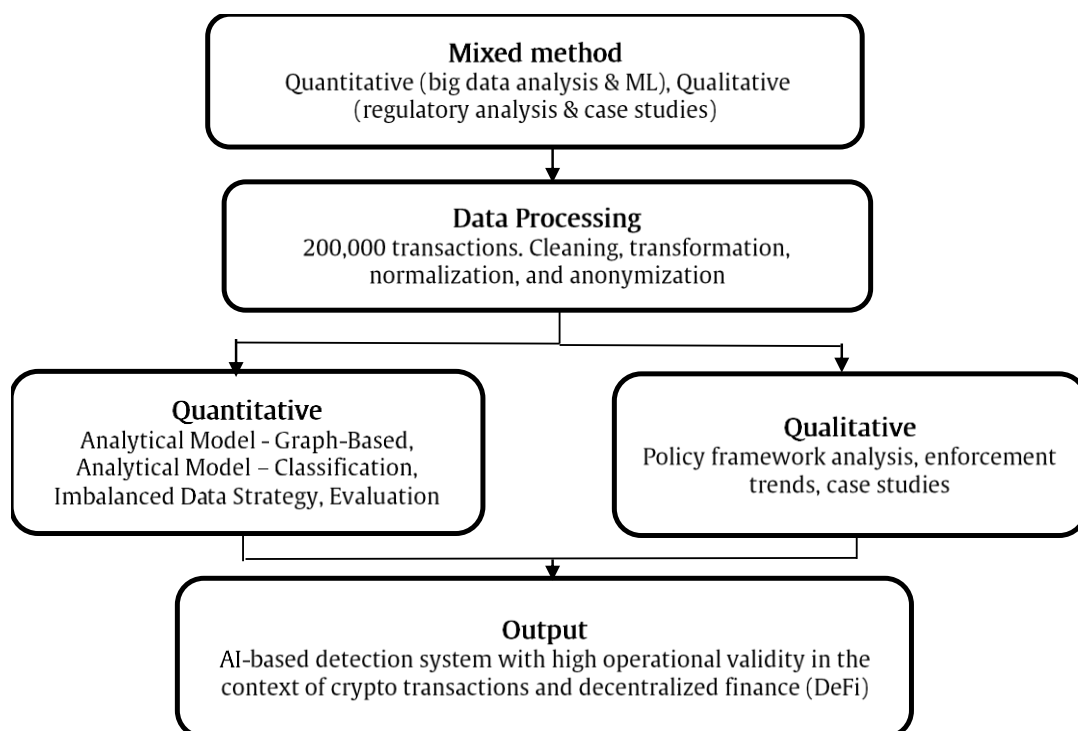 Mixed method
Quantitative (big data analysis & ML), Qualitative
(regulatory analysis & case studies)
Data Processing
200,000 transactions. Cleaning, transformation,
normalization, and anonymization
Quantitative
Analytical Model - Graph-Based,
Analytical Model – Classification,
Imbalanced Data Strategy, Evaluation
Qualitative
Policy framework analysis, enforcement
trends, case studies
Output
AI-based detection system with high operational validity in the
context of crypto transactions and decentralized finance (DeFi)